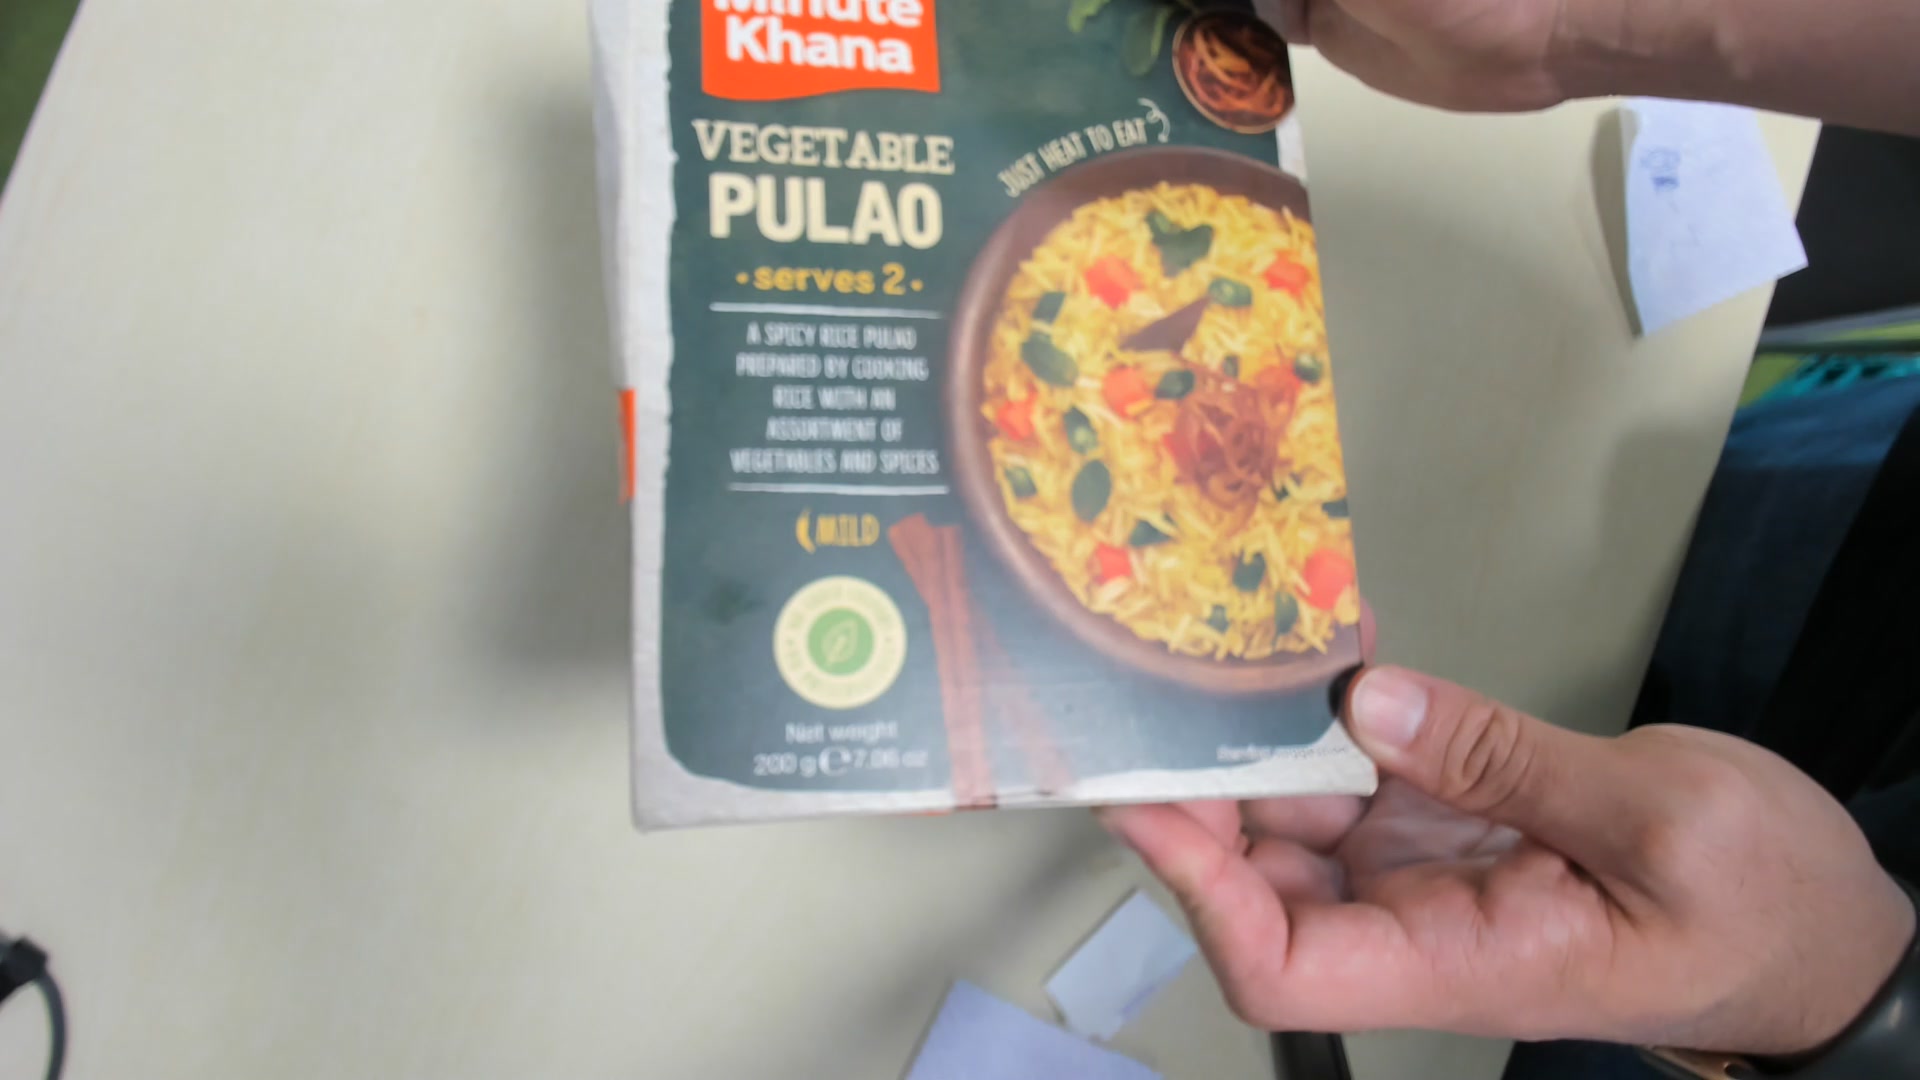 Minute
Khana
VEGETABLE
PULAO
JUST HEAT TO EAT
• serves 2 •
A SPICY RICE PULAO
PREPARED BY COOKING
RICE WITH AN
ASSORTMENT OF
VEGETABLES AND SPICES
MILD
Net weight
200 g ℮ 7.06 oz